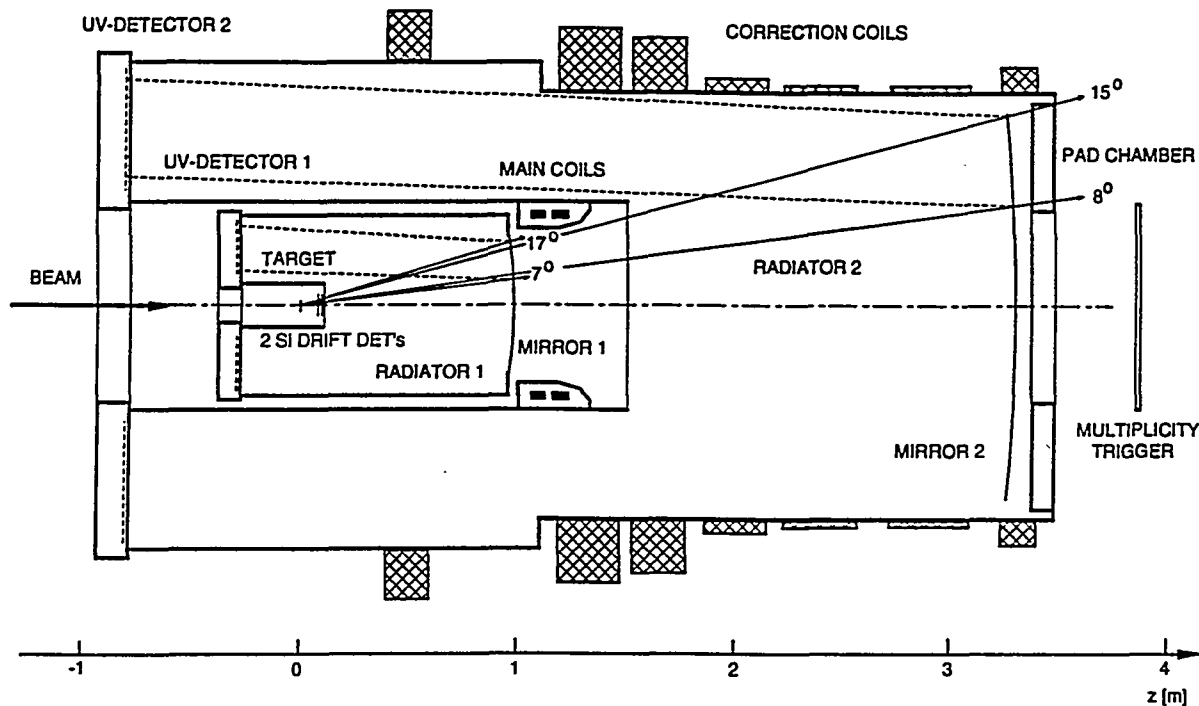 UV-DETECTOR 2
CORRECTION COILS
15°
UV-DETECTOR 1
MAIN COILS
PAD CHAMBER
8°
17°
TARGET
7°
RADIATOR 2
BEAM
2 SI DRIFT DET's
MIRROR 1
RADIATOR 1
MULTIPLICITY
TRIGGER
MIRROR 2
-1 0 1 2 3 4
z [m]